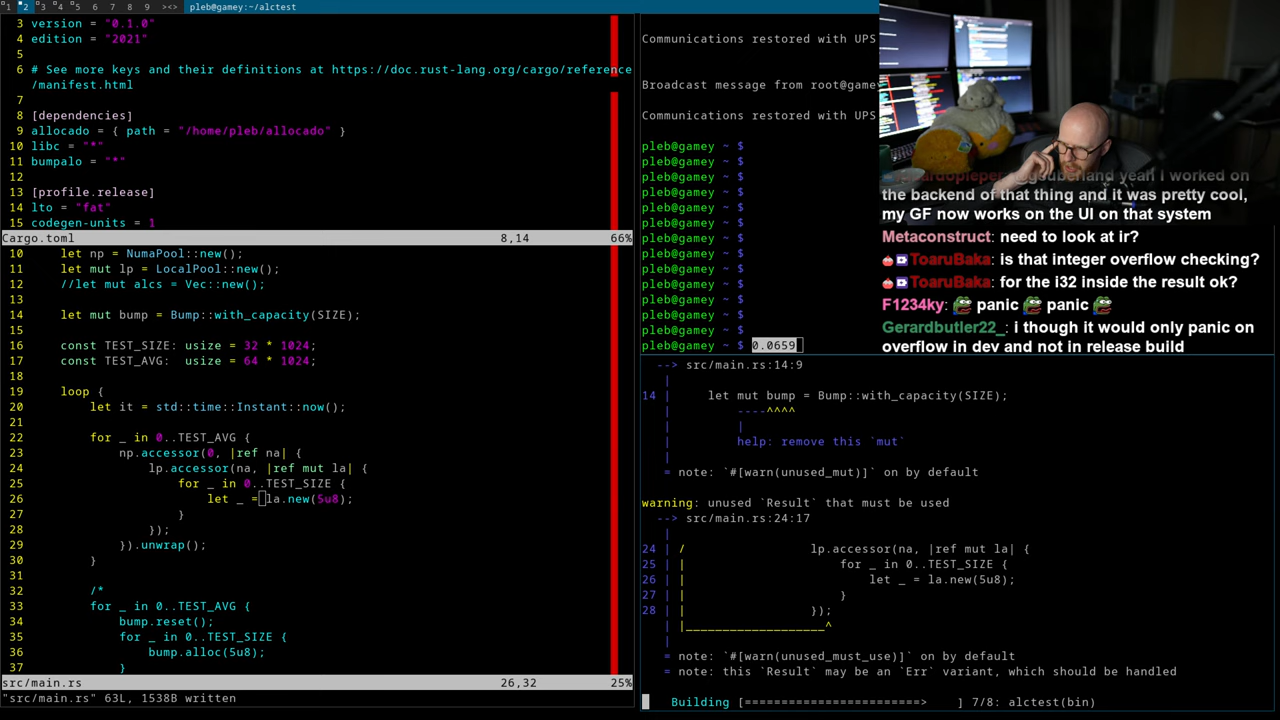 1 2 3 4 5 6 7 8 9 ><> pleb@gamey:~/alctest
3 version = "0.1.0"
4 edition = "2021"
5
6 # See more keys and their definitions at https://doc.rust-lang.org/cargo/reference
/manifest.html
7
8 [dependencies]
9 allocado = { path = "/home/pleb/allocado" }
10 libc = "*"
11 bumpalo = "*"
12
13 [profile.release]
14 lto = "fat"
15 codegen-units = 1
Cargo.toml 8,14 66%
10 let np = NumaPool::new();
11 let mut lp = LocalPool::new();
12 //let mut alcs = Vec::new();
13
14 let mut bump = Bump::with_capacity(SIZE);
15
16 const TEST_SIZE: usize = 32 * 1024;
17 const TEST_AVG: usize = 64 * 1024;
18
19 loop {
20 let it = std::time::Instant::now();
21
22 for _ in 0..TEST_AVG {
23 np.accessor(0, |ref na| {
24 lp.accessor(na, |ref mut la| {
25 for _ in 0..TEST_SIZE {
26 let _ = la.new(5u8);
27 }
28 });
29 }).unwrap();
30 }
31
32 /*
33 for _ in 0..TEST_AVG {
34 bump.reset();
35 for _ in 0..TEST_SIZE {
36 bump.alloc(5u8);
37 }
src/main.rs 26,32 25%
"src/main.rs" 63L, 1538B written
Communications restored with UPS
Broadcast message from root@game
Communications restored with UPS
pleb@gamey ~ $
pleb@gamey ~ $
pleb@gamey ~ $
pleb@gamey ~ $
pleb@gamey ~ $
pleb@gamey ~ $
pleb@gamey ~ $
pleb@gamey ~ $
pleb@gamey ~ $
pleb@gamey ~ $
pleb@gamey ~ $
pleb@gamey ~ $
pleb@gamey ~ $
pleb@gamey ~ $ 0.0659
--> src/main.rs:14:9
|
14 | let mut bump = Bump::with_capacity(SIZE);
| ----^^^^
| |
| help: remove this `mut`
|
= note: `#[warn(unused_mut)]` on by default
warning: unused `Result` that must be used
--> src/main.rs:24:17
|
24 | / lp.accessor(na, |ref mut la| {
25 | | for _ in 0..TEST_SIZE {
26 | | let _ = la.new(5u8);
27 | | }
28 | | });
| |____________________^
|
= note: `#[warn(unused_must_use)]` on by default
= note: this `Result` may be an `Err` variant, which should be handled
Building [========================> ] 7/8: alctest(bin)
yeah I worked on
the backend of that thing and it was pretty cool,
my GF now works on the UI on that system
Metaconstruct: need to look at ir?
ToaruBaka: is that integer overflow checking?
ToaruBaka: for the i32 inside the result ok?
F1234ky: panic panic
Gerardbutler22_: i though it would only panic on
overflow in dev and not in release build